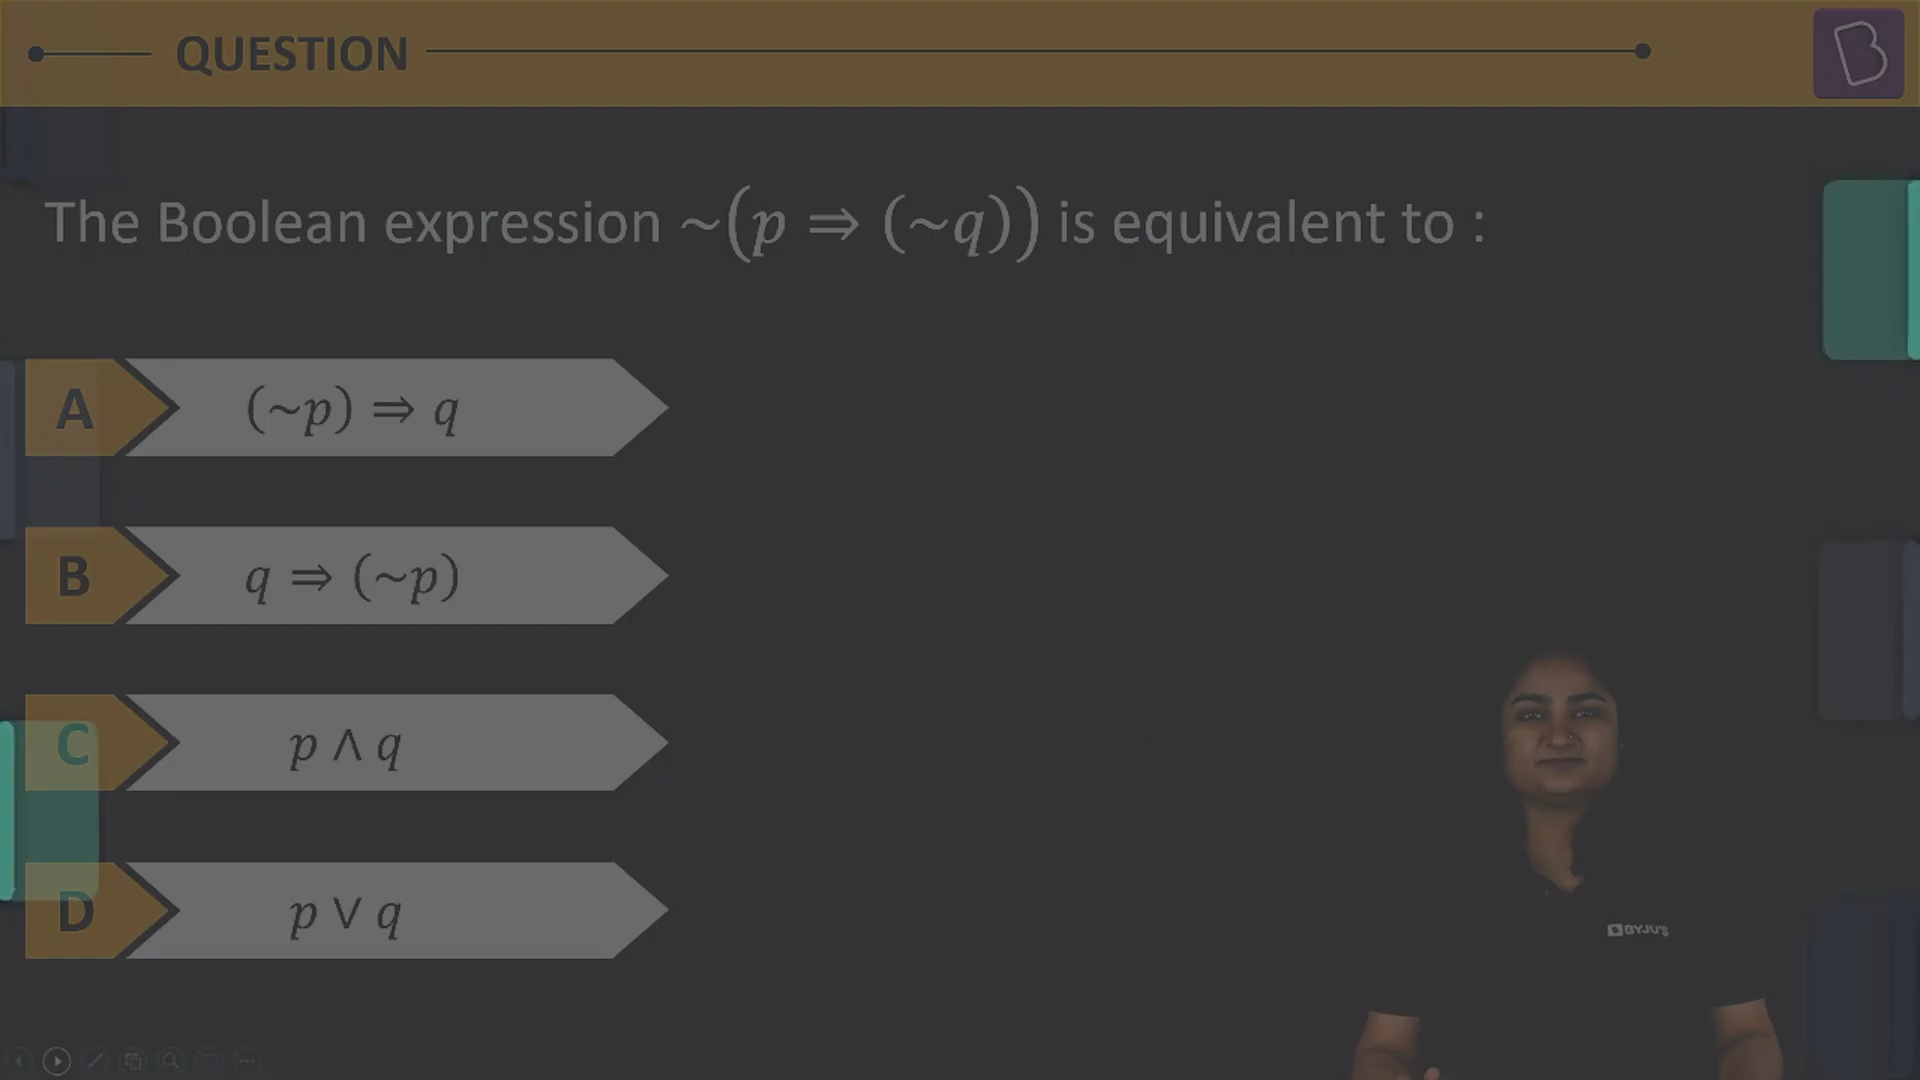 QUESTION
The Boolean expression ~(p ⇒ (~q)) is equivalent to :
A (~p) ⇒ q
B q ⇒ (~p)
C p ∧ q
D p ∨ q
BYJU'S